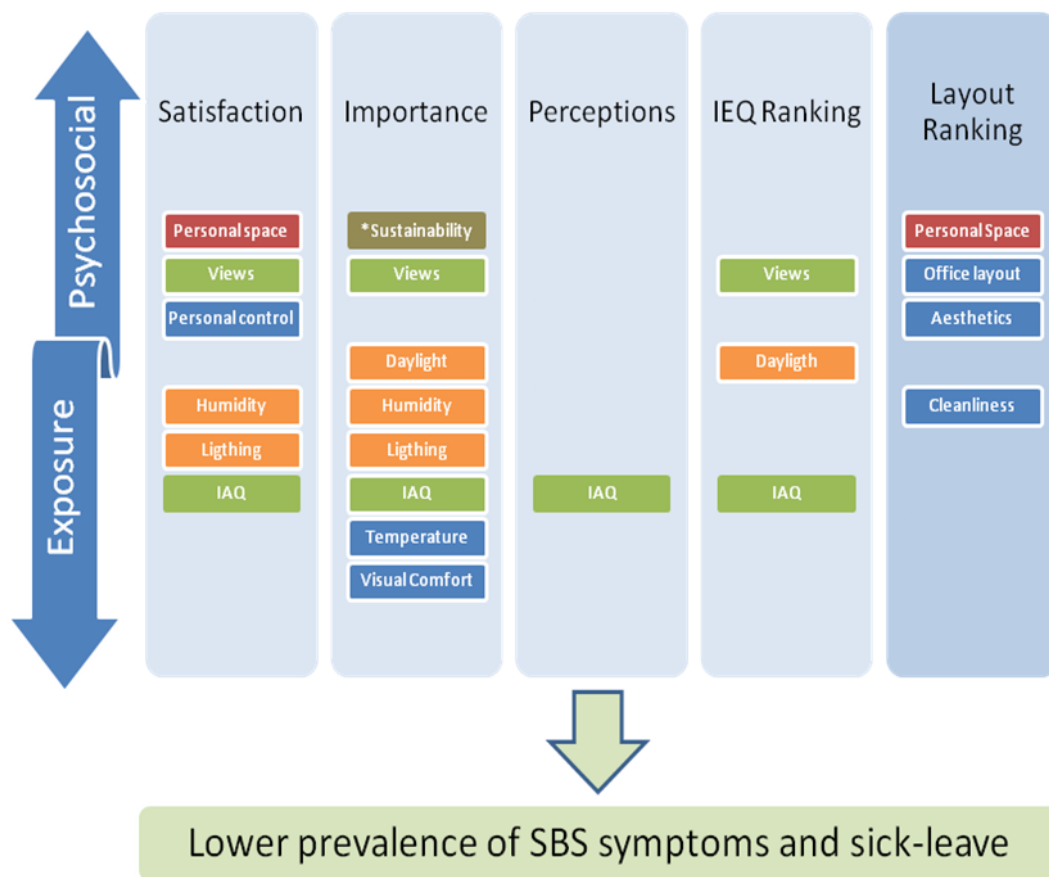 Psychosocial
Exposure
Satisfaction
Personal space
Views
Personal control
Humidity
Ligthing
IAQ
Importance
*Sustainability
Views
Daylight
Humidity
Ligthing
IAQ
Temperature
Visual Comfort
Perceptions
IAQ
IEQ Ranking
Views
Dayligth
IAQ
Layout
Ranking
Personal Space
Office layout
Aesthetics
Cleanliness
Lower prevalence of SBS symptoms and sick-leave